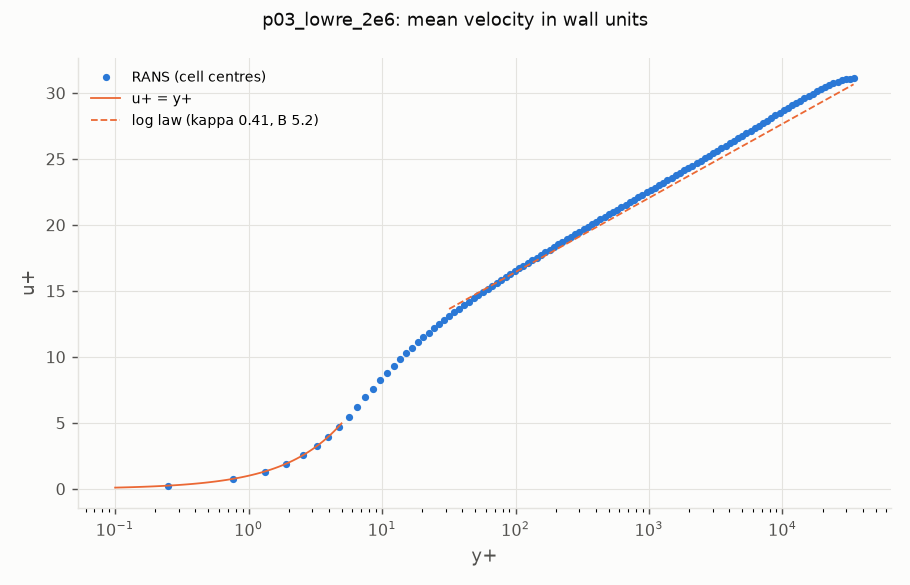 p03_lowre_2e6: mean velocity in wall units
RANS (cell centres)
u+ = y+
log law (kappa 0.41, B 5.2)
30
25
20
15
10
5
0
u+
10⁻¹ 10⁰ 10¹ 10² 10³ 10⁴
y+